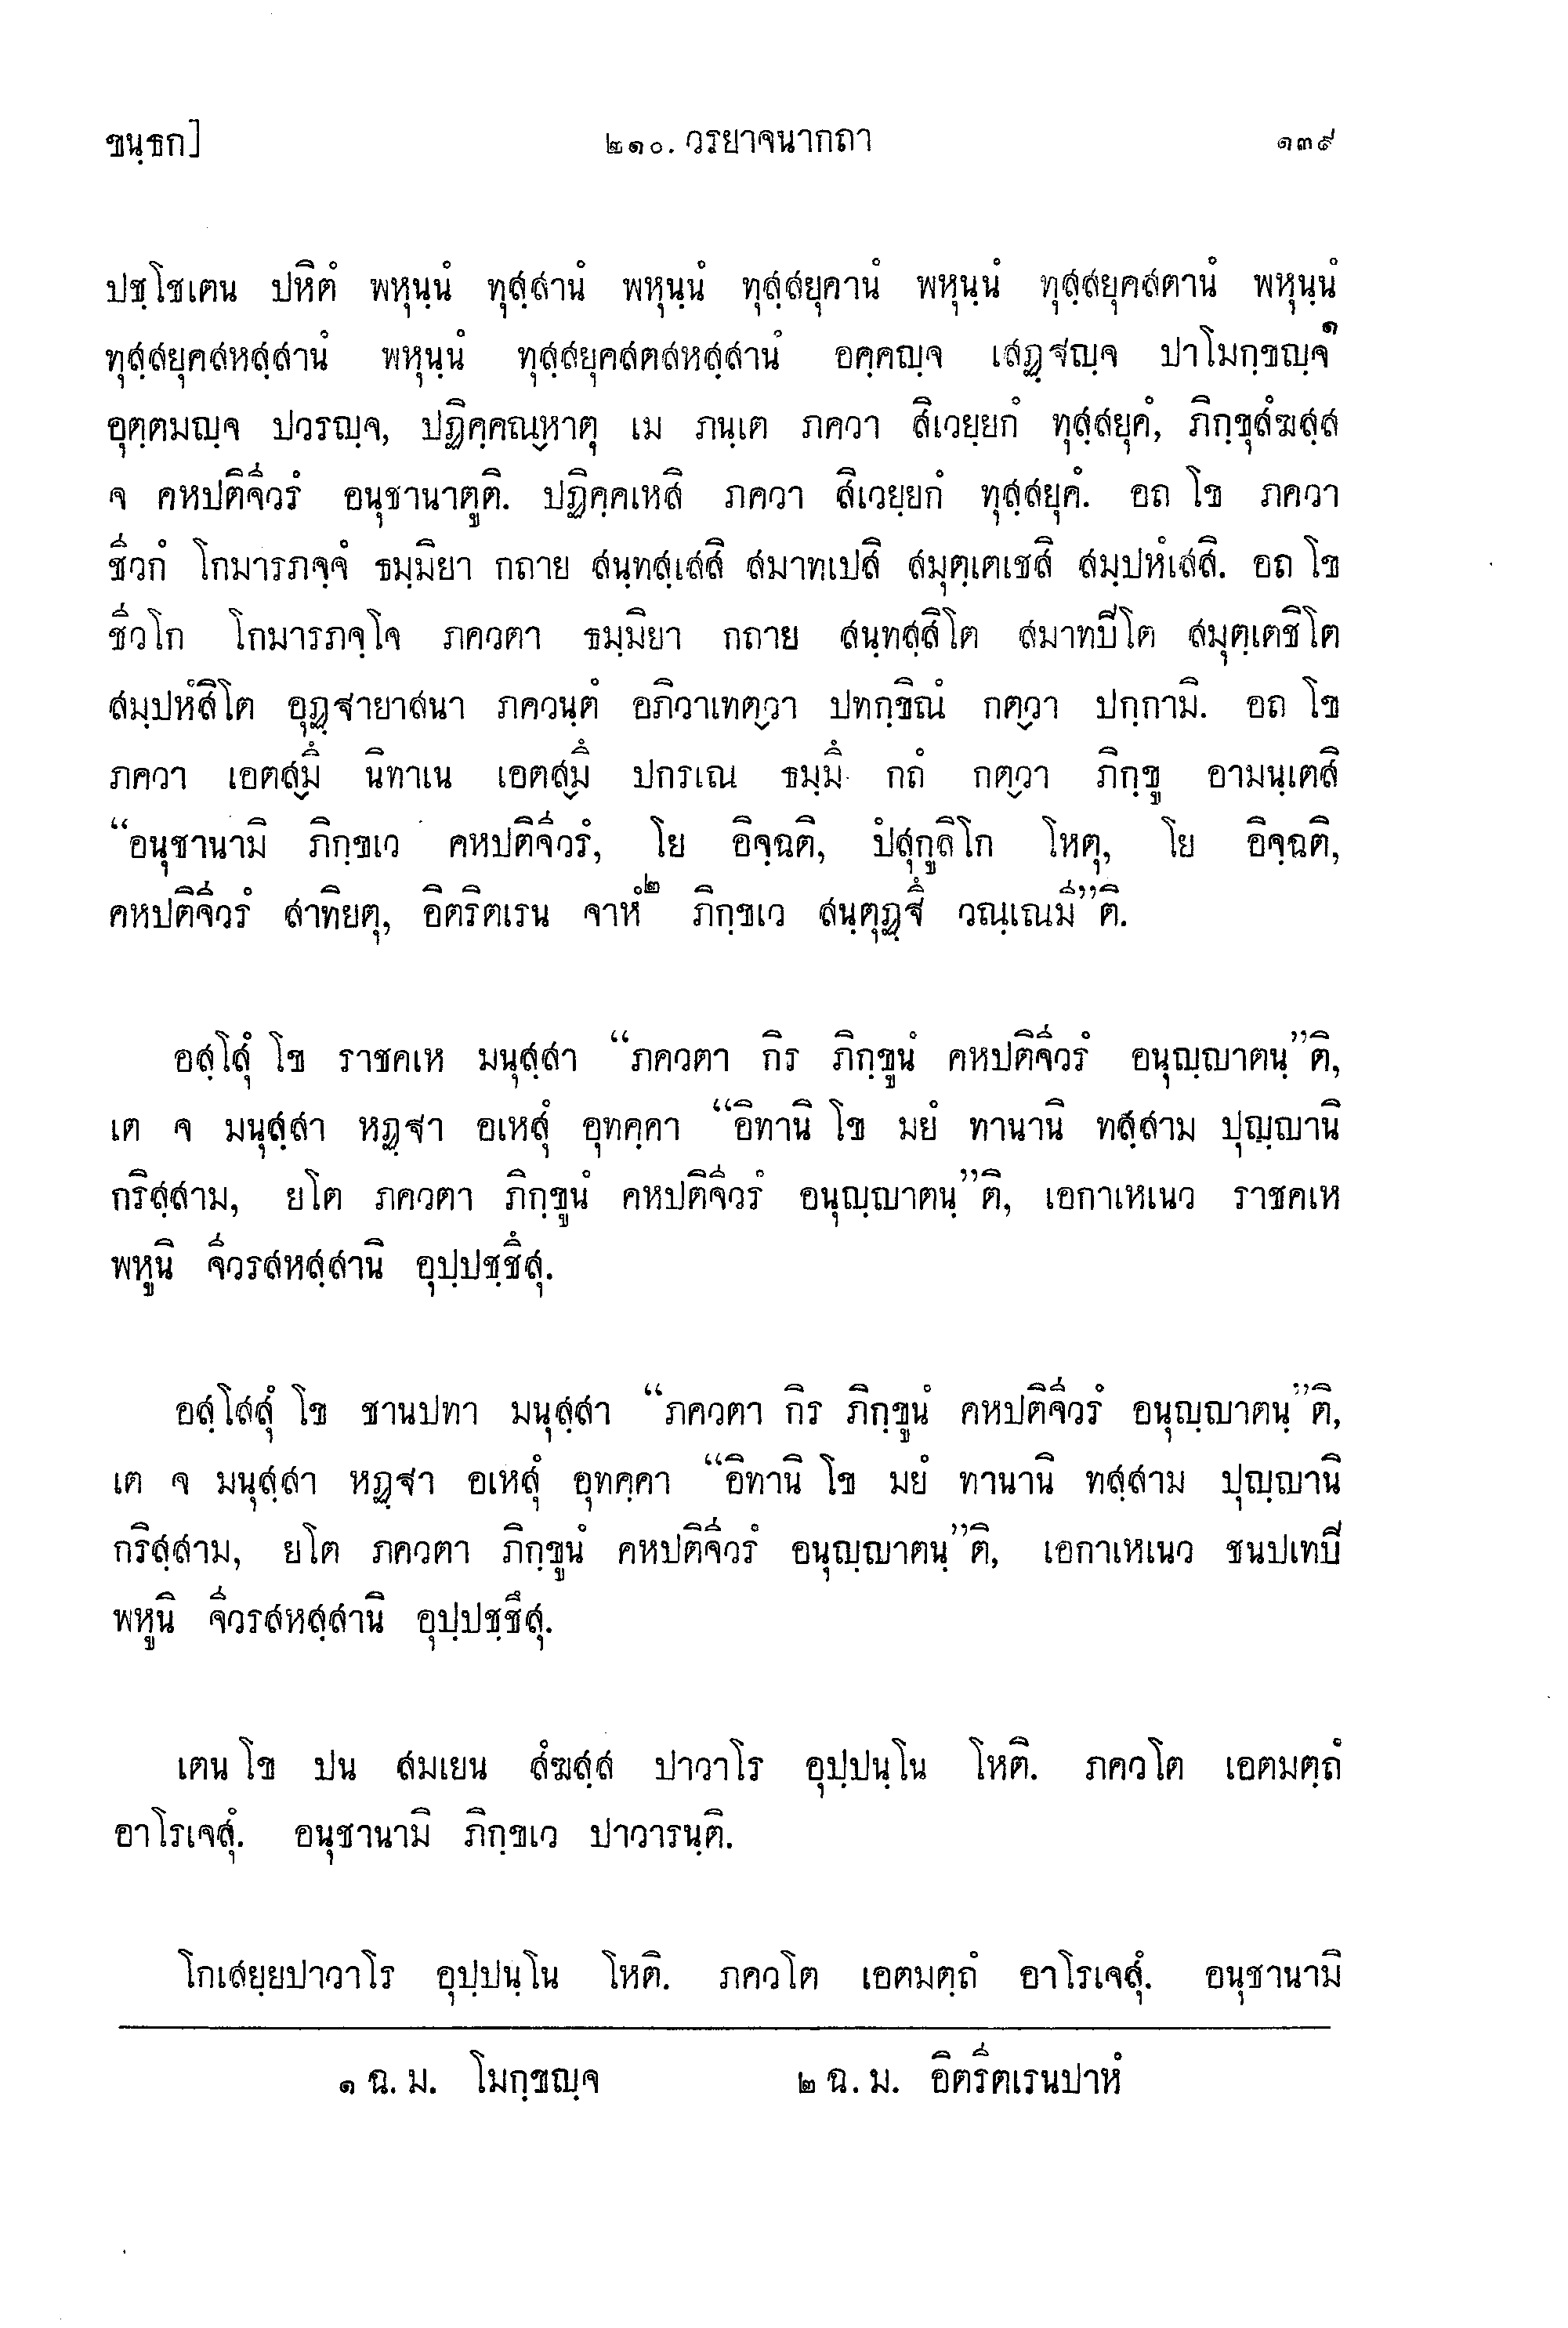 ขนฺธก]
๒๑๐. วรยาจนากถา
๑๓๙
ปชฺโชเตน ปหิตํ พหุนฺนํ ทุสฺสานํ พหุนฺนํ ทุสฺสยุคานํ พหุนฺนํ ทุสฺสยุคสตานํ พหุนฺนํ
ทุสฺสยุคสหสฺสานํ พหุนฺนํ ทุสฺสยุคสตสหสฺสานํ อคฺคญฺจ เสฏฺฐญฺจ ปาโมกฺขญฺจ๑
อุตฺตมญฺจ ปวรญฺจ, ปฏิคฺคณฺหาตุ เม ภนฺเต ภควา สิเวยฺยกํ ทุสฺสยุคํ, ภิกฺขุสํฆสฺส
จ คหปติจีวรํ อนุชานาตูติ. ปฏิคฺคเหสิ ภควา สิเวยฺยกํ ทุสฺสยุคํ. อถ โข ภควา
ชีวกํ โกมารภจฺจํ ธมฺมิยา กถาย สนฺทสฺเสสิ สมาทเปสิ สมุตฺเตเชสิ สมฺปหํเสสิ. อถ โข
ชีวโก โกมารภจฺโจ ภควตา ธมฺมิยา กถาย สนฺทสฺสิโต สมาทปิโต สมุตฺเตชิโต
สมฺปหํสิโต อุฏฺฐายาสนา ภควนฺตํ อภิวาเทตฺวา ปทกฺขิณํ กตฺวา ปกฺกามิ. อถ โข
ภควา เอตสฺมึ นิทาเน เอตสฺมึ ปกรเณ ธมฺมึ กถํ กตฺวา ภิกฺขู อามนฺเตสิ
“อนุชานามิ ภิกฺขเว คหปติจีวรํ, โย อิจฺฉติ, ปํสุกูลิโก โหตุ, โย อิจฺฉติ,
คหปติจีวรํ สาทิยตุ, อิตริตเรน จาหํ๒ ภิกฺขเว สนฺตุฏฺฐึ วณฺเณมี”ติ.
อสฺโสุํ โข ราชคเห มนุสฺสา “ภควตา กิร ภิกฺขูนํ คหปติจีวรํ อนุญฺญาตนฺ”ติ,
เต จ มนุสฺสา หฏฺฐา อเหสุํ อุทคฺคา “อิทานิ โข มยํ ทานานิ ทสฺสาม ปุญฺญานิ
กริสฺสาม, ยโต ภควตา ภิกฺขูนํ คหปติจีวรํ อนุญฺญาตนฺ”ติ, เอกาเหเนว ราชคเห
พหูนิ จีวรสหสฺสานิ อุปฺปชฺชึสุ.
อสฺโสสุํ โข ชานปทา มนุสฺสา “ภควตา กิร ภิกฺขูนํ คหปติจีวรํ อนุญฺญาตนฺ”ติ,
เต จ มนุสฺสา หฏฺฐา อเหสุํ อุทคฺคา “อิทานิ โข มยํ ทานานิ ทสฺสาม ปุญฺญานิ
กริสฺสาม, ยโต ภควตา ภิกฺขูนํ คหปติจีวรํ อนุญฺญาตนฺ”ติ, เอกาเหเนว ชนปเทปิ
พหูนิ จีวรสหสฺสานิ อุปฺปชฺชึสุ.
เตน โข ปน สมเยน สํฆสฺส ปาวาโร อุปฺปนฺโน โหติ. ภควโต เอตมตฺถํ
อาโรเจสุํ. อนุชานามิ ภิกฺขเว ปาวารนฺติ.
โกเสยฺยปาวาโร อุปฺปนฺโน โหติ. ภควโต เอตมตฺถํ อาโรเจสุํ. อนุชานามิ
๑ ฉ. ม. โมกฺขญฺจ ๒ ฉ. ม. อิตรีตเรนปาหํ